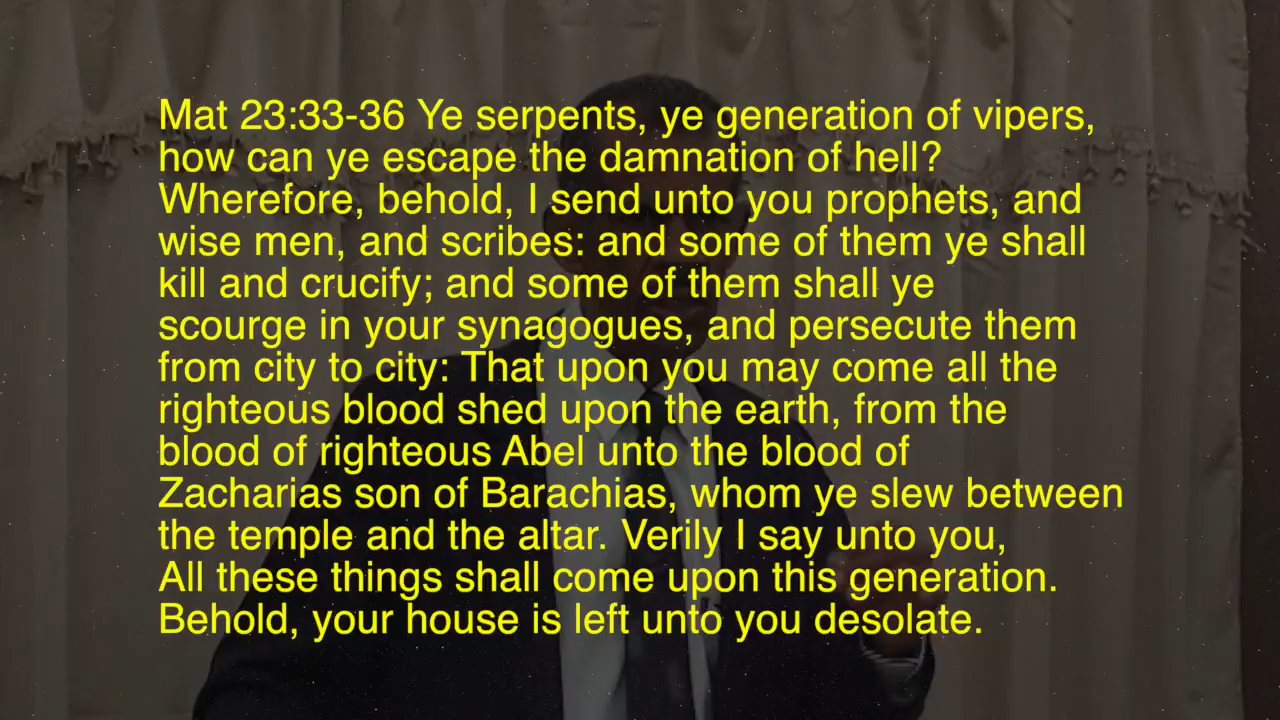 Mat 23:33-36 Ye serpents, ye generation of vipers,
how can ye escape the damnation of hell?
Wherefore, behold, I send unto you prophets, and
wise men, and scribes: and some of them ye shall
kill and crucify; and some of them shall ye
scourge in your synagogues, and persecute them
from city to city: That upon you may come all the
righteous blood shed upon the earth, from the
blood of righteous Abel unto the blood of
Zacharias son of Barachias, whom ye slew between
the temple and the altar. Verily I say unto you,
All these things shall come upon this generation.
Behold, your house is left unto you desolate.